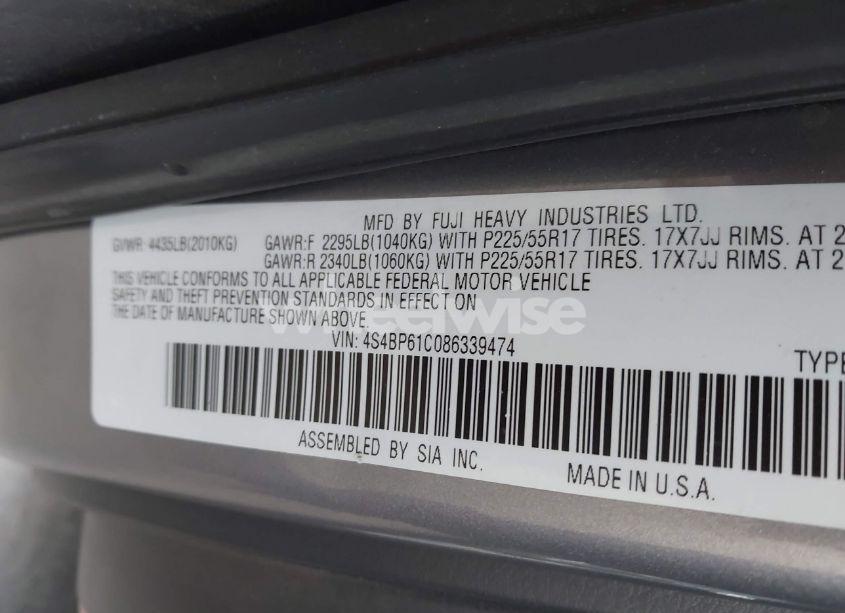 MFD BY FUJI HEAVY INDUSTRIES LTD.
GVWR 4435LB(2010KG) GAWR:F 2295LB(1040KG) WITH P225/55R17 TIRES. 17X7JJ RIMS. AT 2
GAWR:R 2340LB(1060KG) WITH P225/55R17 TIRES. 17X7JJ RIMS. AT 2
THIS VEHICLE CONFORMS TO ALL APPLICABLE FEDERAL MOTOR VEHICLE
SAFETY AND THEFT PREVENTION STANDARDS IN EFFECT ON
THE DATE OF MANUFACTURE SHOWN ABOVE.
wheelwise
VIN: 4S4BP61C086339474
TYPE
ASSEMBLED BY SIA INC.
MADE IN U.S.A.